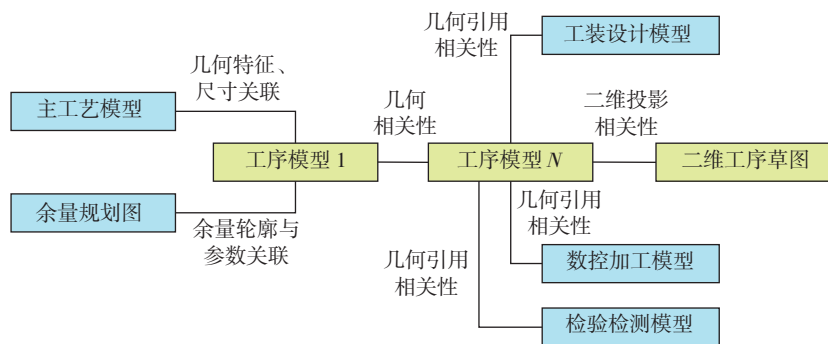 几何引用
相关性
工装设计模型
几何特征、
尺寸关联
主工艺模型
几何
相关性
二维投影
相关性
工序模型 1
工序模型 N
二维工序草图
余量规划图
余量轮廓与
参数关联
几何引用
相关性
几何引用
相关性
数控加工模型
检验检测模型